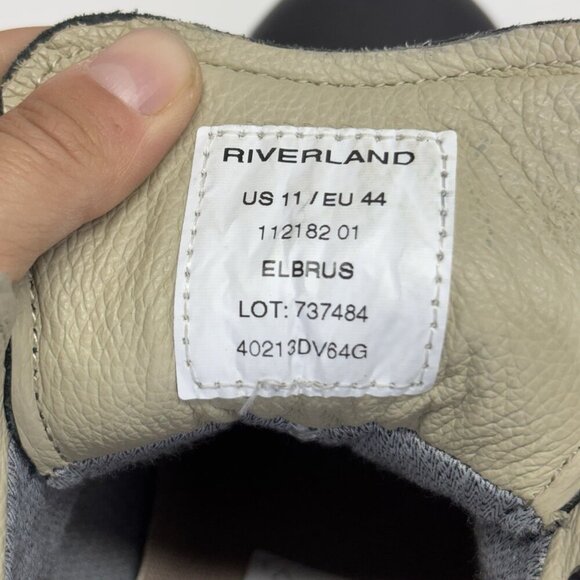 RIVERLAND
US 11 / EU 44
112182 01
ELBRUS
LOT: 737484
40213DV64G